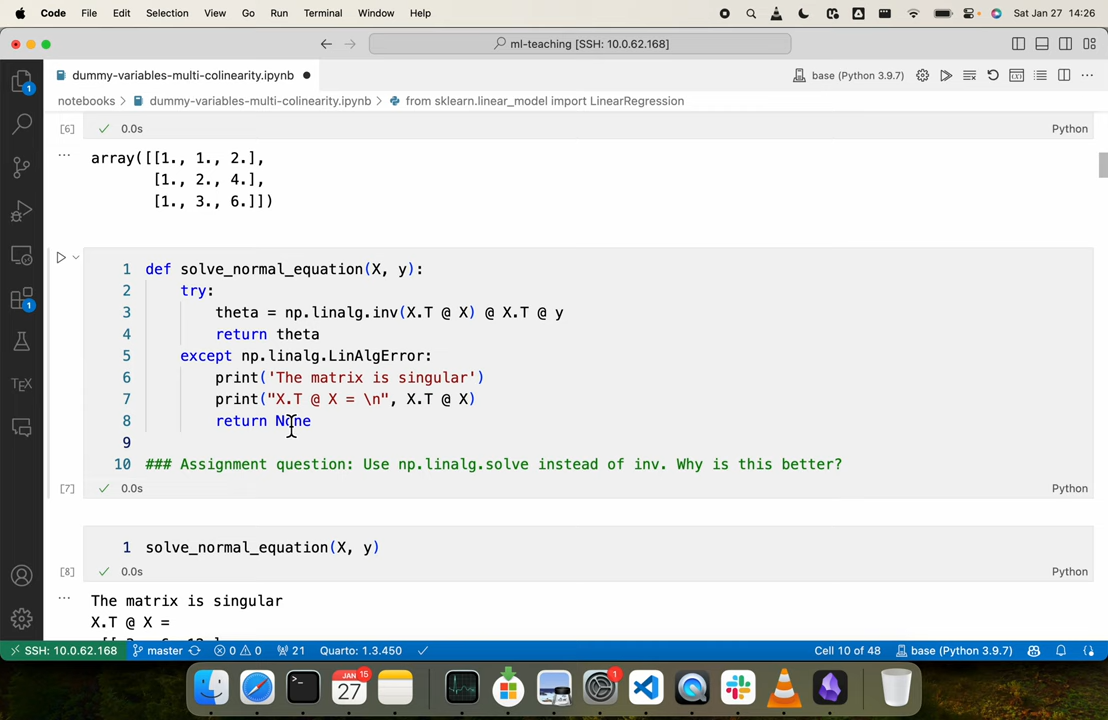 Code File Edit Selection View Go Run Terminal Window Help Sat Jan 27 14:26
ml-teaching [SSH: 10.0.62.168]
dummy-variables-multi-colinearity.ipynb base (Python 3.9.7)
notebooks > dummy-variables-multi-colinearity.ipynb > from sklearn.linear_model import LinearRegression
[6] 0.0s Python
... array([[1., 1., 2.],
[1., 2., 4.],
[1., 3., 6.]])
1 def solve_normal_equation(X, y):
2 try:
3 theta = np.linalg.inv(X.T @ X) @ X.T @ y
4 return theta
5 except np.linalg.LinAlgError:
6 print('The matrix is singular')
7 print("X.T @ X = \n", X.T @ X)
8 return None
9
10 ### Assignment question: Use np.linalg.solve instead of inv. Why is this better?
[7] 0.0s Python
1 solve_normal_equation(X, y)
[8] 0.0s Python
... The matrix is singular
X.T @ X =
SSH: 10.0.62.168 master 0 0 21 Quarto: 1.3.450 Cell 10 of 48 base (Python 3.9.7)
1
1
TEX
JAN 15
27
1